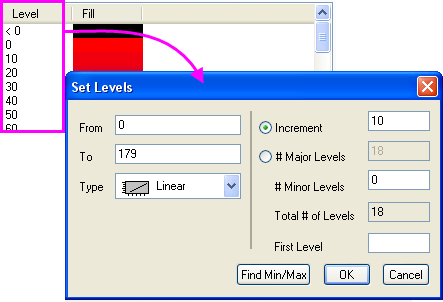 Level Fill
< 0
0
10
20
30
40
50
60
Set Levels
From 0
To 179
Type Linear
Increment 10
# Major Levels 18
# Minor Levels 0
Total # of Levels 18
First Level
Find Min/Max OK Cancel